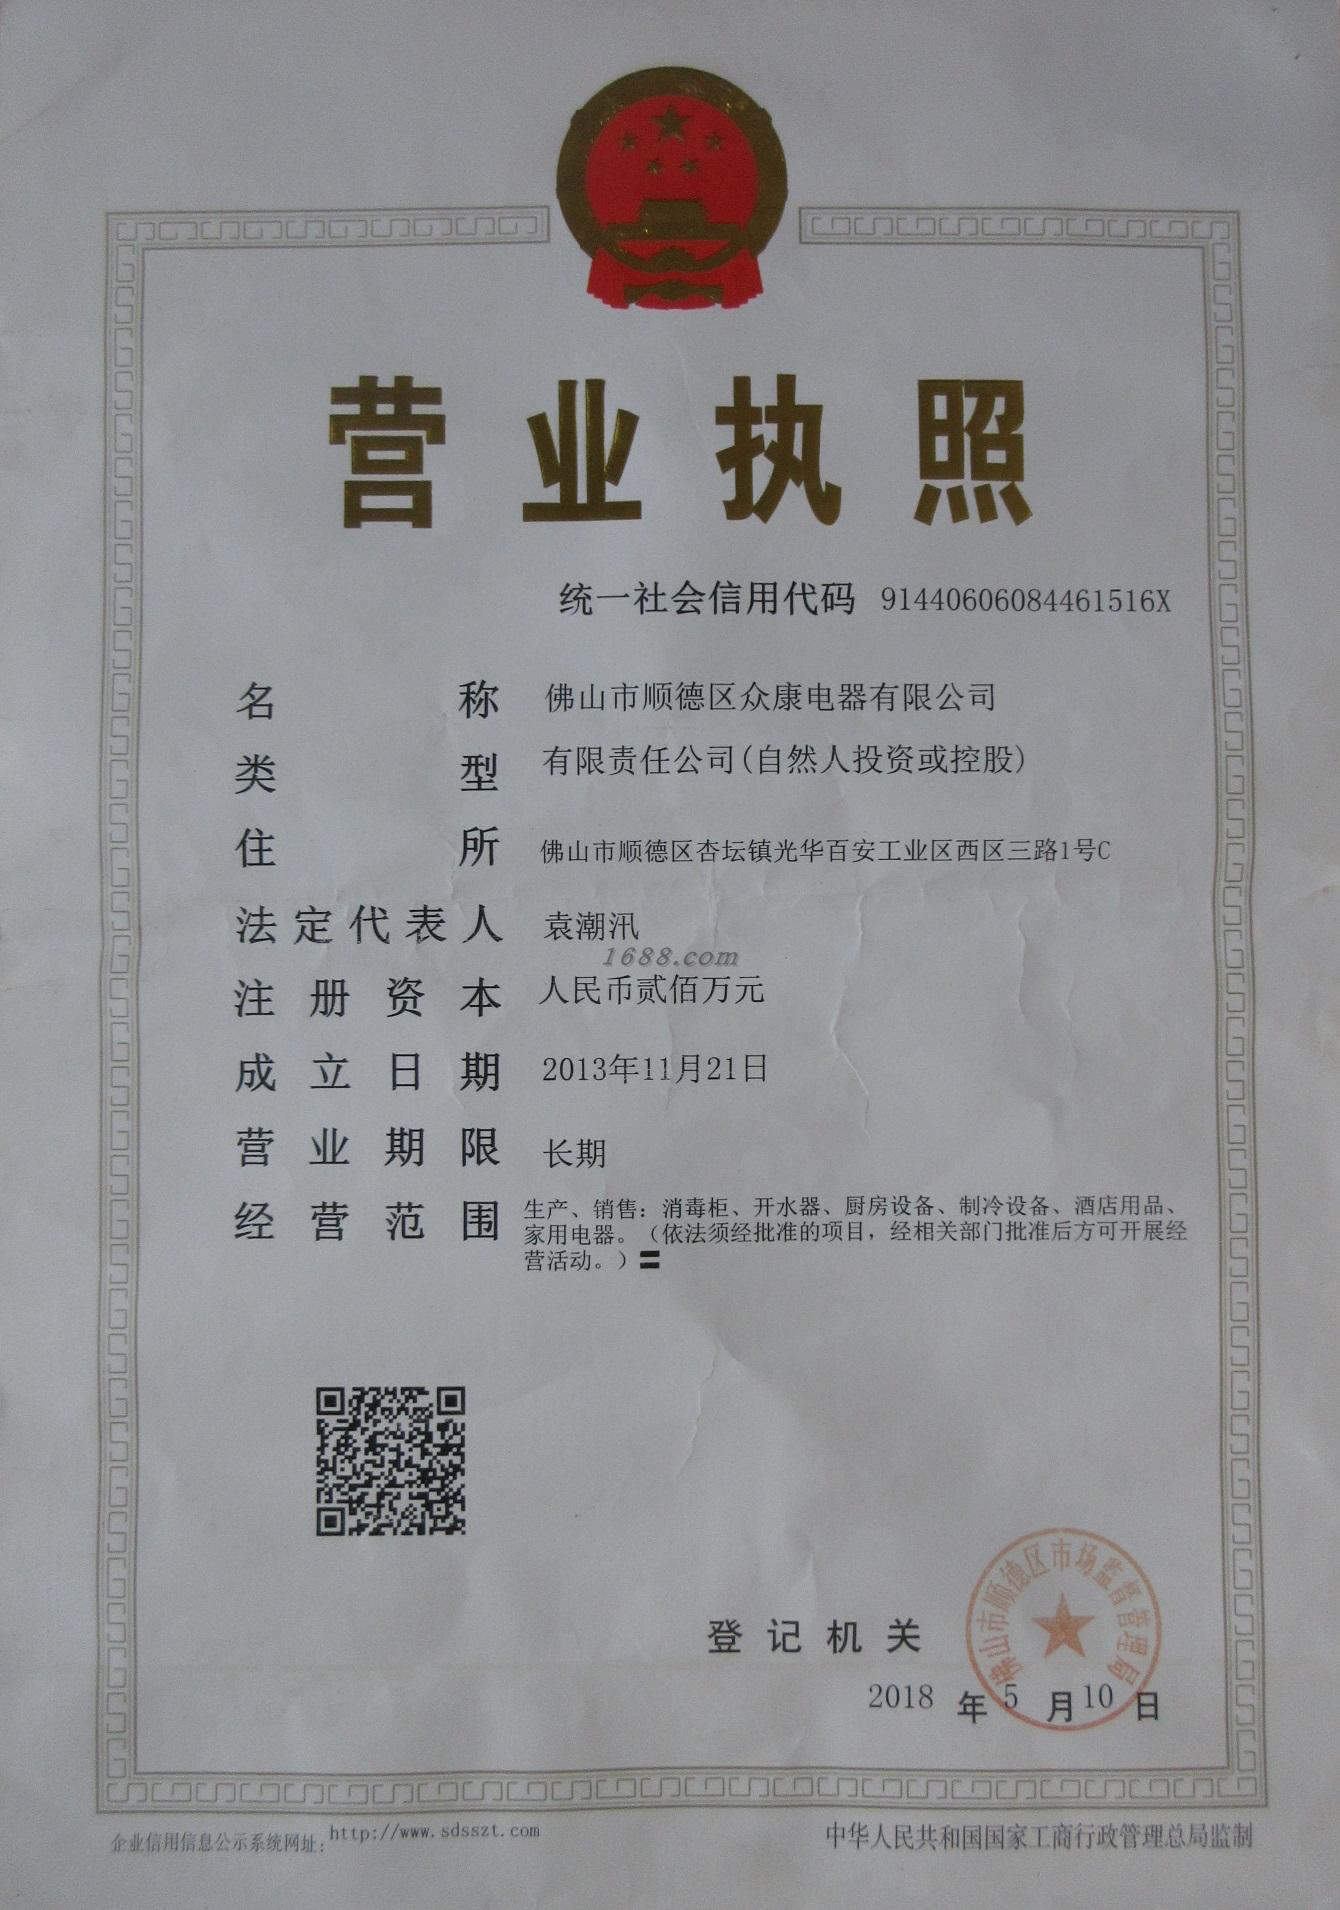 营业执照
统一社会信用代码 91440606084461516X
名称 佛山市顺德区众康电器有限公司
类型 有限责任公司(自然人投资或控股)
住所 佛山市顺德区杏坛镇光华百安工业区西区三路1号C
法定代表人 袁潮汛
1688.com
注册资本 人民币贰佰万元
成立日期 2013年11月21日
营业期限 长期
经营范围 生产、销售：消毒柜、开水器、厨房设备、制冷设备、酒店用品、
家用电器。（依法须经批准的项目，经相关部门批准后方可开展经
营活动。）〓
佛山市顺德区市场监督管理局
登记机关
2018年5月10日
企业信用信息公示系统网址：http://www.sdsszt.com
中华人民共和国国家工商行政管理总局监制